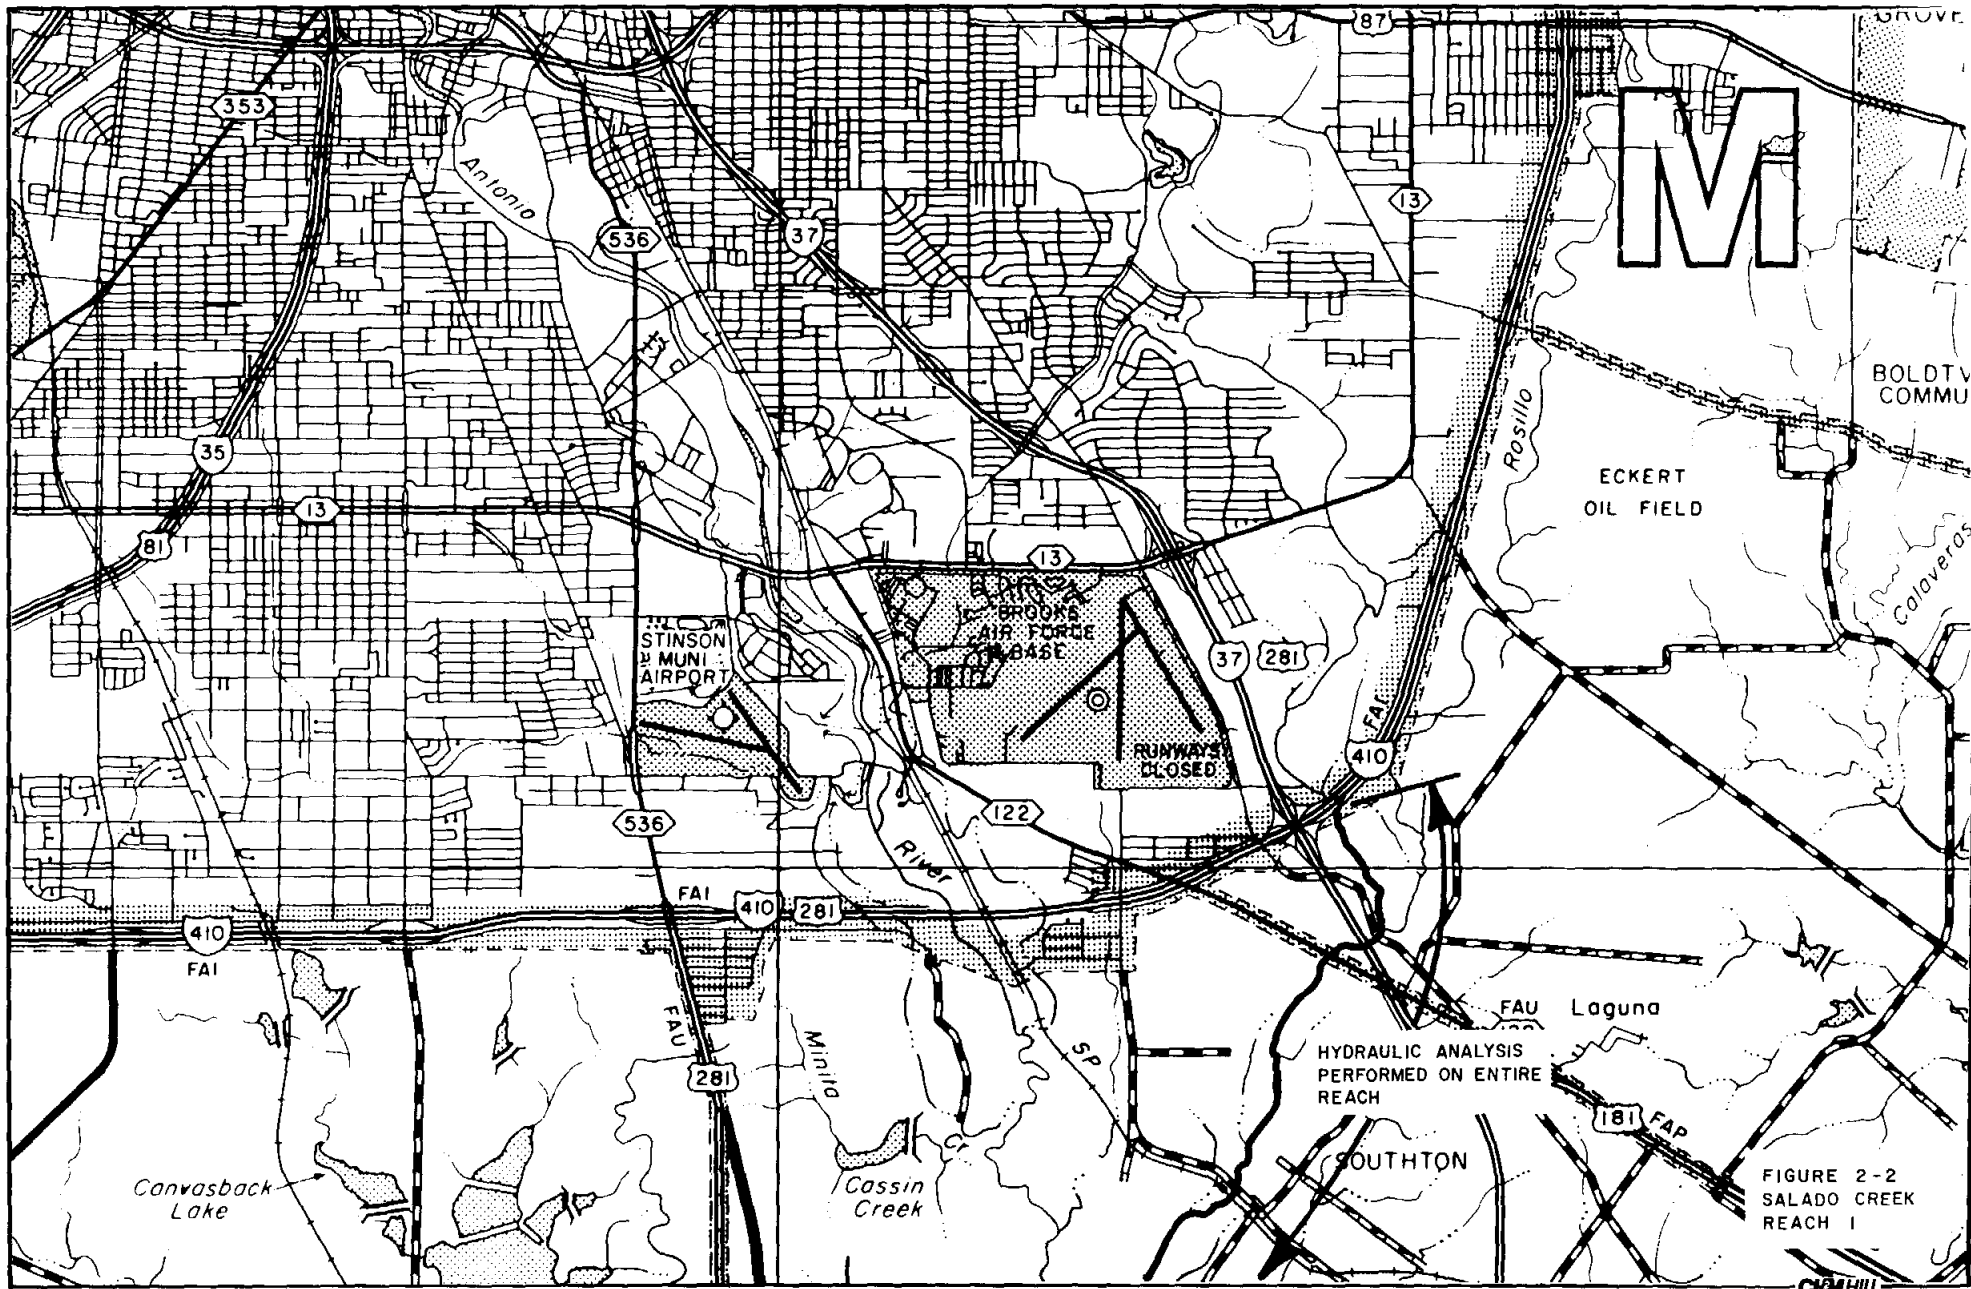 87
353
M
Antonio
13
536
37
BOLDTV
COMMU
Rosillo
35
ECKERT
OIL FIELD
13
81
13
Calaveras
BROOKS
AIR FORCE
BASE
STINSON
MUNI
AIRPORT
37
281
FAI
410
RUNWAYS
CLOSED
122
536
River
FAI
410
281
410
FAI
FAU
Laguna
FAU
Minita
SP
HYDRAULIC ANALYSIS
PERFORMED ON ENTIRE
REACH
281
181
FAP
Cr
SOUTHTON
Canvasback
Lake
Cassin
Creek
FIGURE 2-2
SALADO CREEK
REACH 1
CH2M HILL